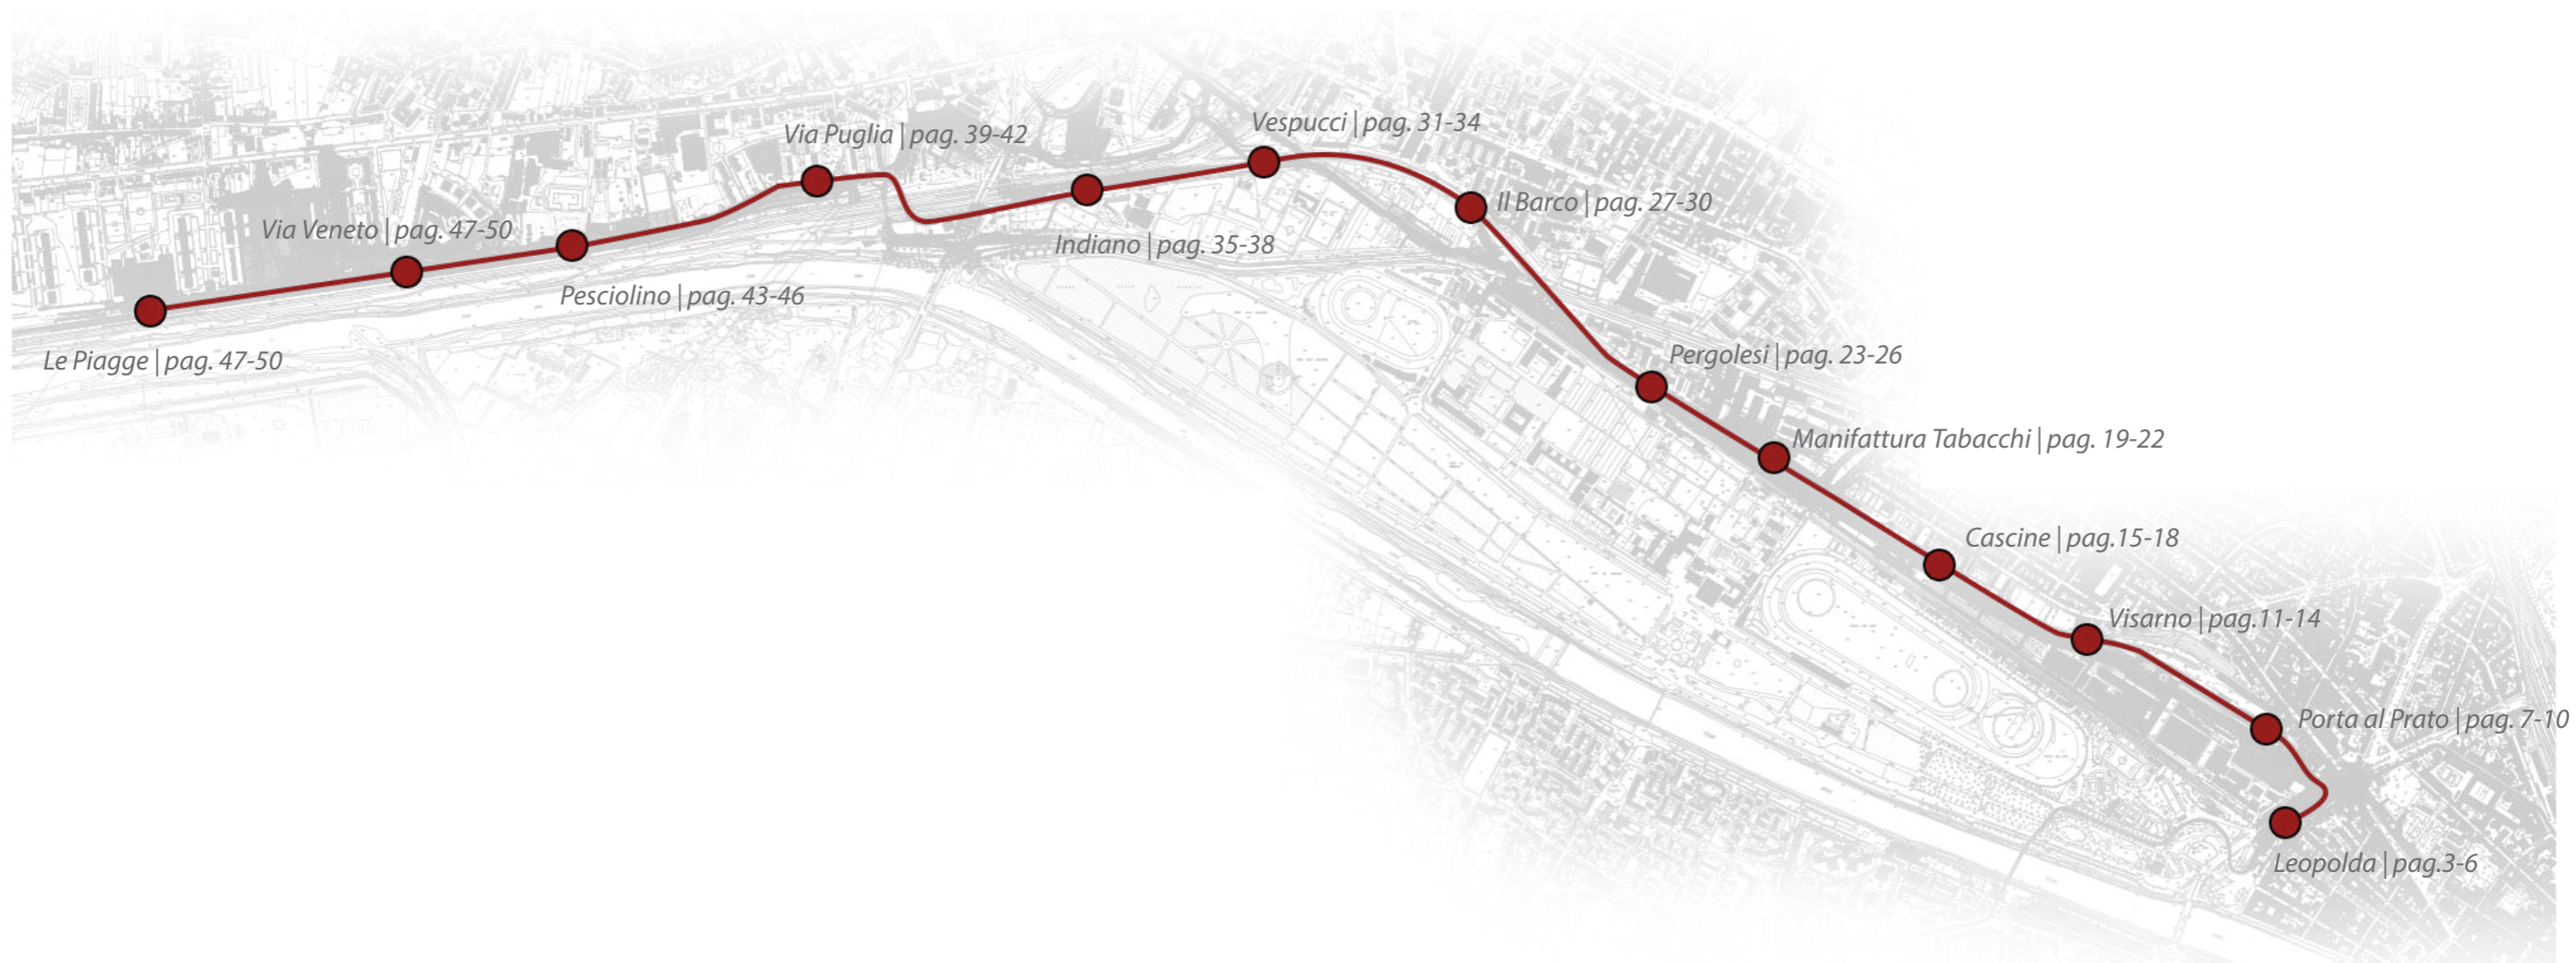 Vespucci | pag. 31-34
Via Puglia | pag. 39-42
Il Barco | pag. 27-30
Via Veneto | pag. 47-50
Indiano | pag. 35-38
Pesciolino | pag. 43-46
Le Piagge | pag. 47-50
Pergolesi | pag. 23-26
Manifattura Tabacchi | pag. 19-22
Cascine | pag.15-18
Visarno | pag.11-14
Porta al Prato | pag. 7-10
Leopolda | pag.3-6